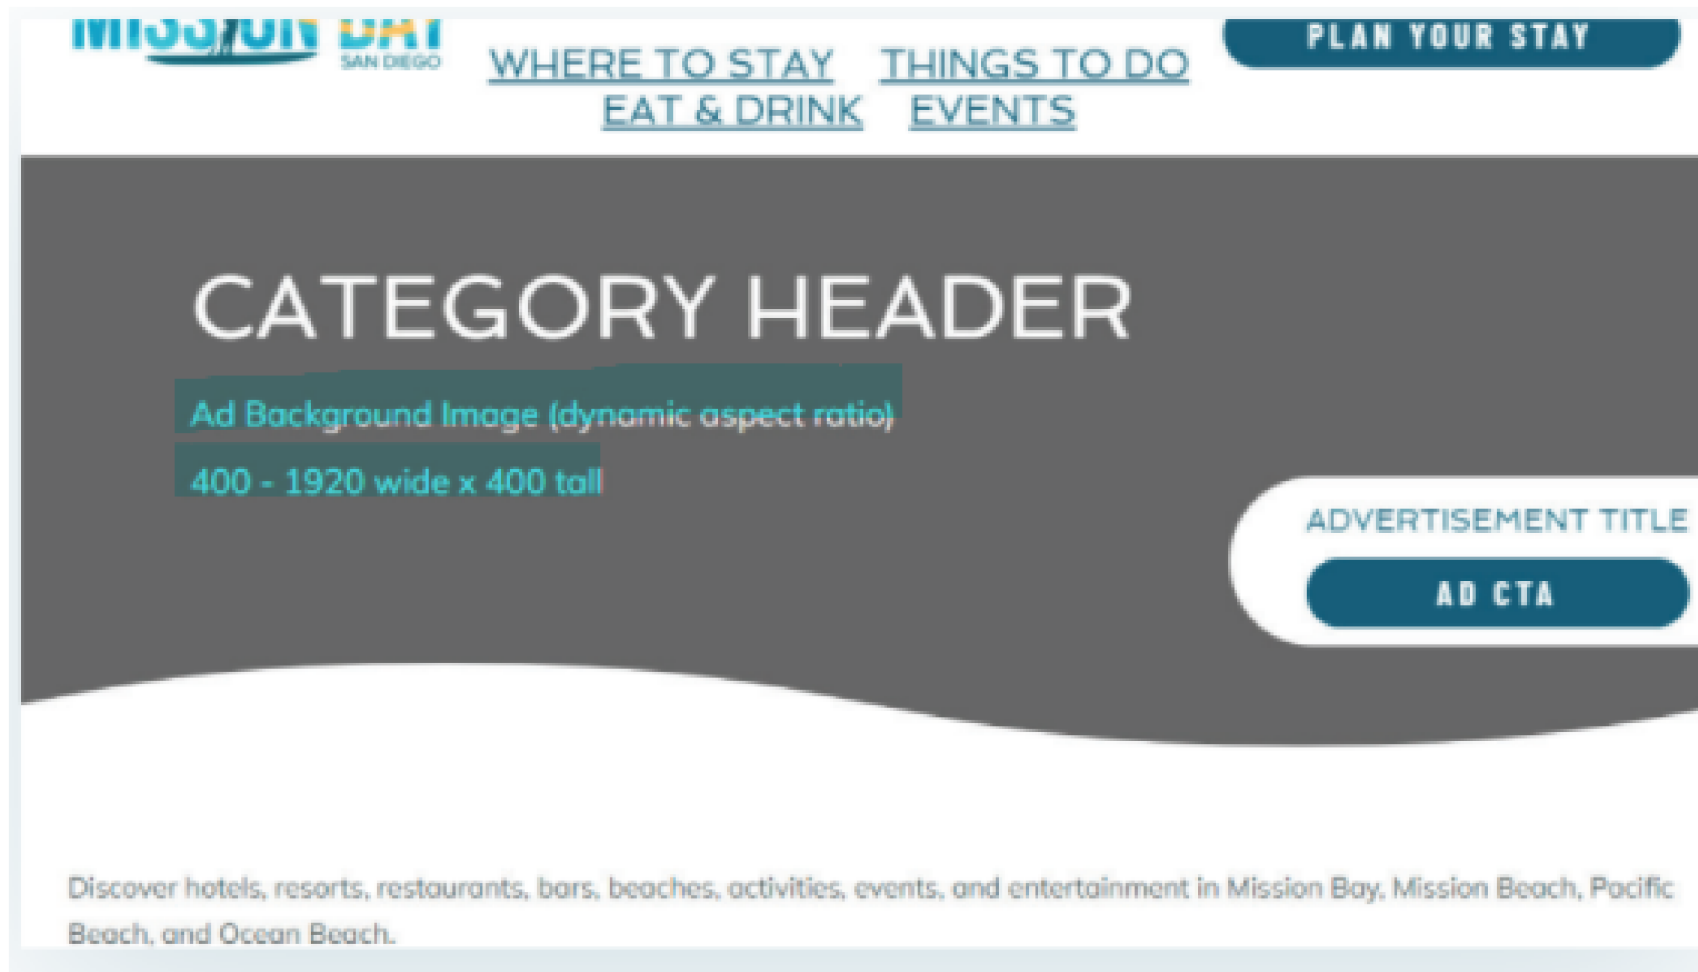 MISSION BAY
SAN DIEGO
WHERE TO STAY THINGS TO DO
EAT & DRINK EVENTS
PLAN YOUR STAY
CATEGORY HEADER
Ad Background Image (dynamic aspect ratio)
400 - 1920 wide x 400 tall
ADVERTISEMENT TITLE
AD CTA
Discover hotels, resorts, restaurants, bars, beaches, activities, events, and entertainment in Mission Bay, Mission Beach, Pacific
Beach, and Ocean Beach.